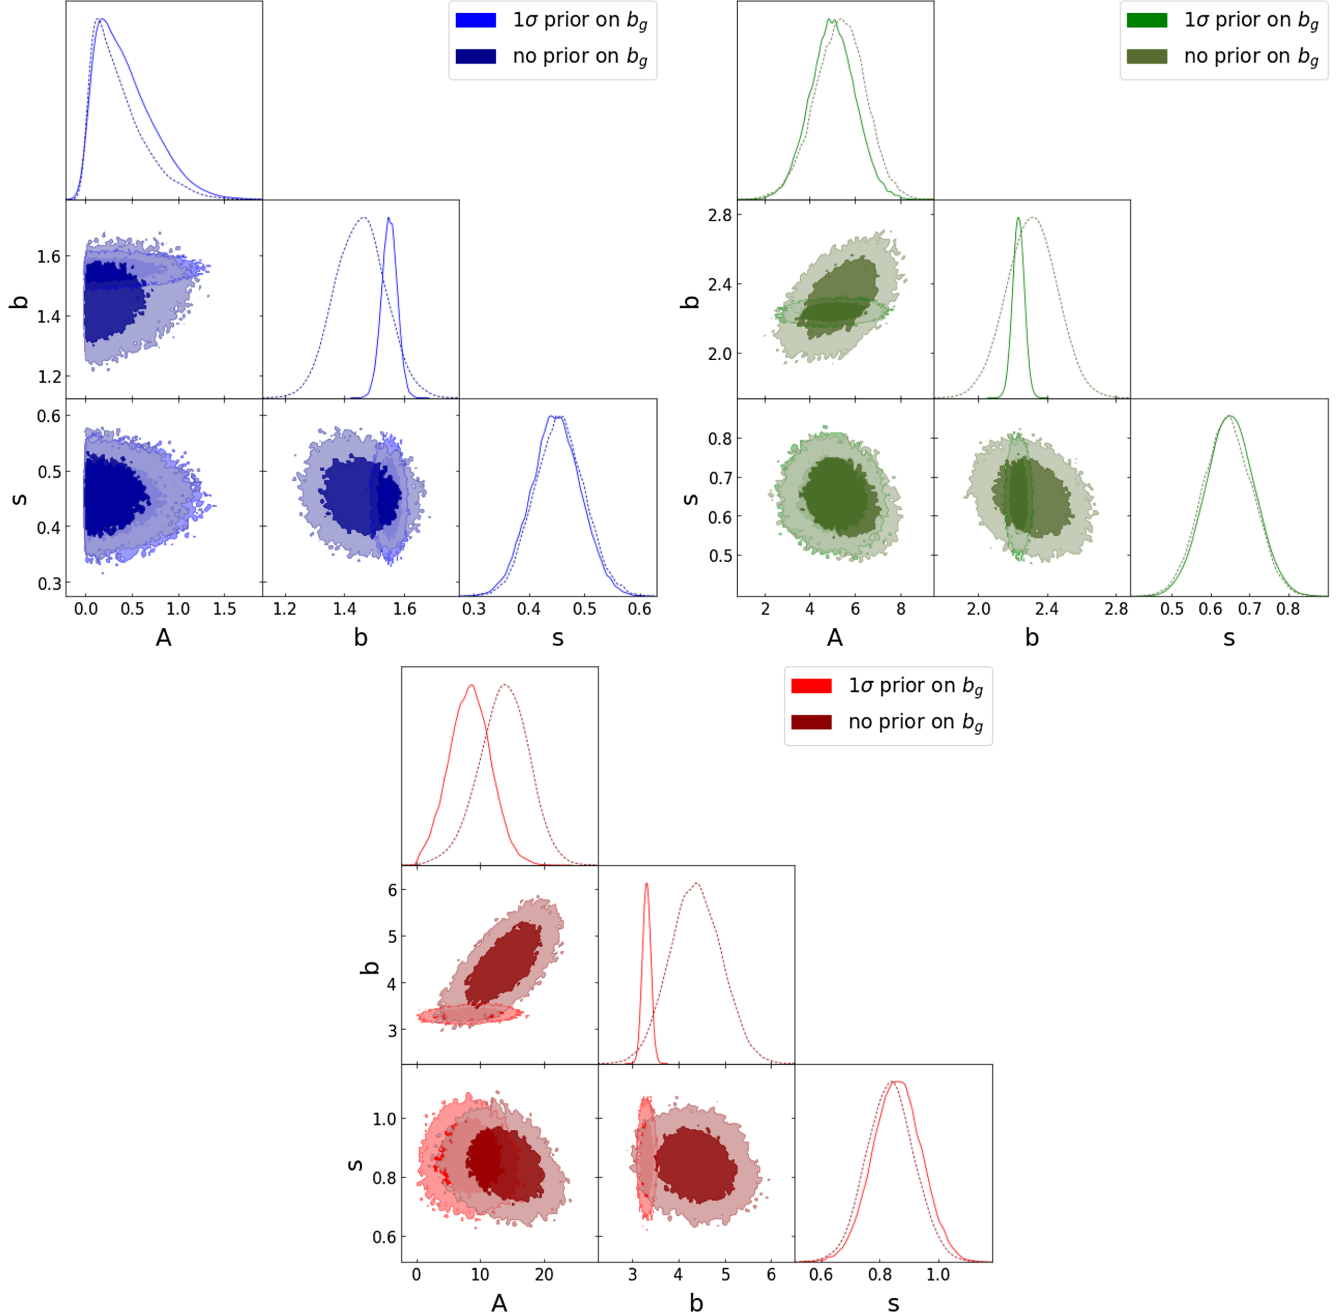 1σ prior on b_g
no prior on b_g
1.6
1.4
1.2
b
0.6
0.5
0.4
0.3
s
0.0 0.5 1.0 1.5
1.2 1.4 1.6
0.3 0.4 0.5 0.6
A b s
1σ prior on b_g
no prior on b_g
2.8
2.4
2.0
b
0.8
0.7
0.6
0.5
s
2 4 6 8
2.0 2.4 2.8
0.5 0.6 0.7 0.8
A b s
1σ prior on b_g
no prior on b_g
6
5
4
3
b
1.0
0.8
0.6
s
0 10 20
3 4 5 6
0.6 0.8 1.0
A b s